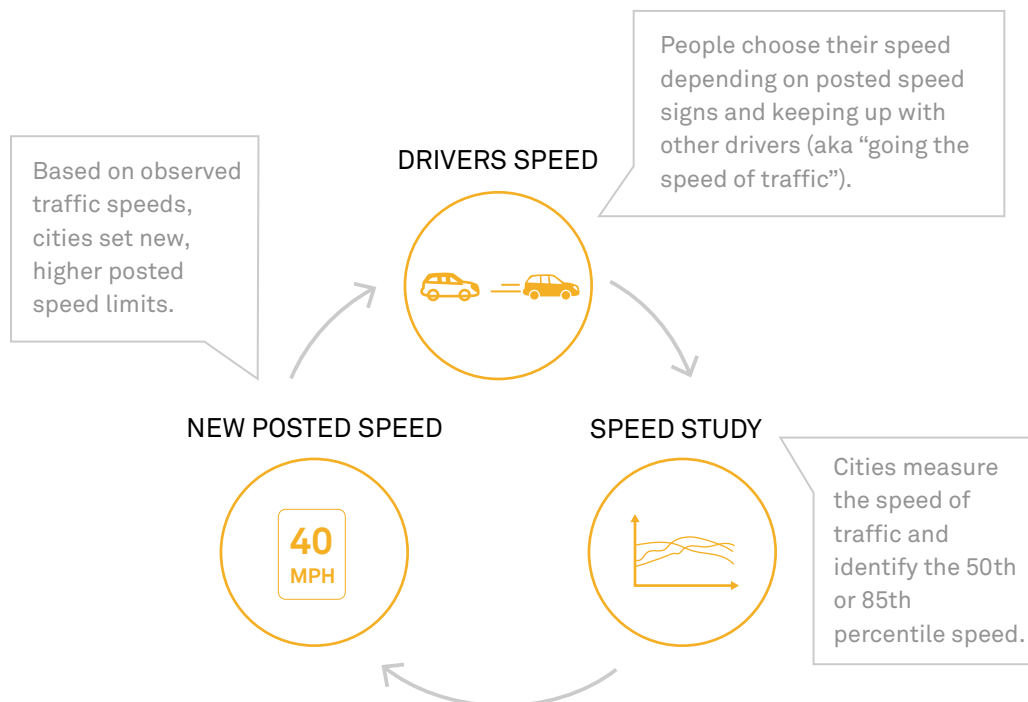 People choose their speed
depending on posted speed
signs and keeping up with
other drivers (aka “going the
speed of traffic”).
DRIVERS SPEED
Based on observed
traffic speeds,
cities set new,
higher posted
speed limits.
NEW POSTED SPEED
40
MPH
SPEED STUDY
Cities measure
the speed of
traffic and
identify the 50th
or 85th
percentile speed.